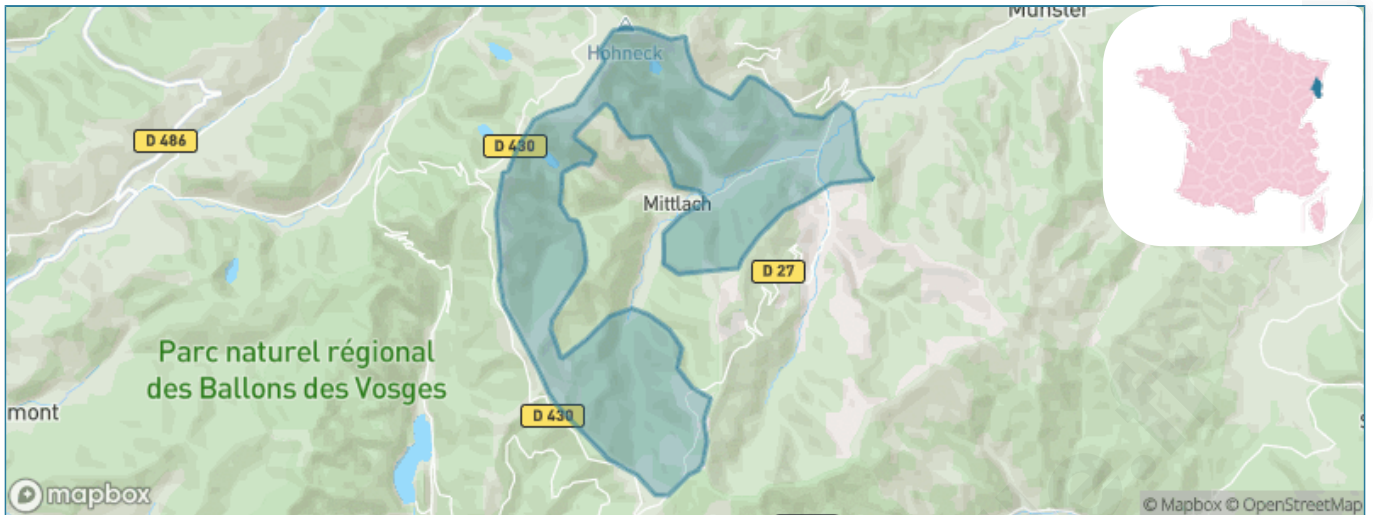 Munster
Hohneck
D 486
D 430
Mittlach
D 27
Parc naturel régional
des Ballons des Vosges
mont
D 430
mapbox
© Mapbox © OpenStreetMap